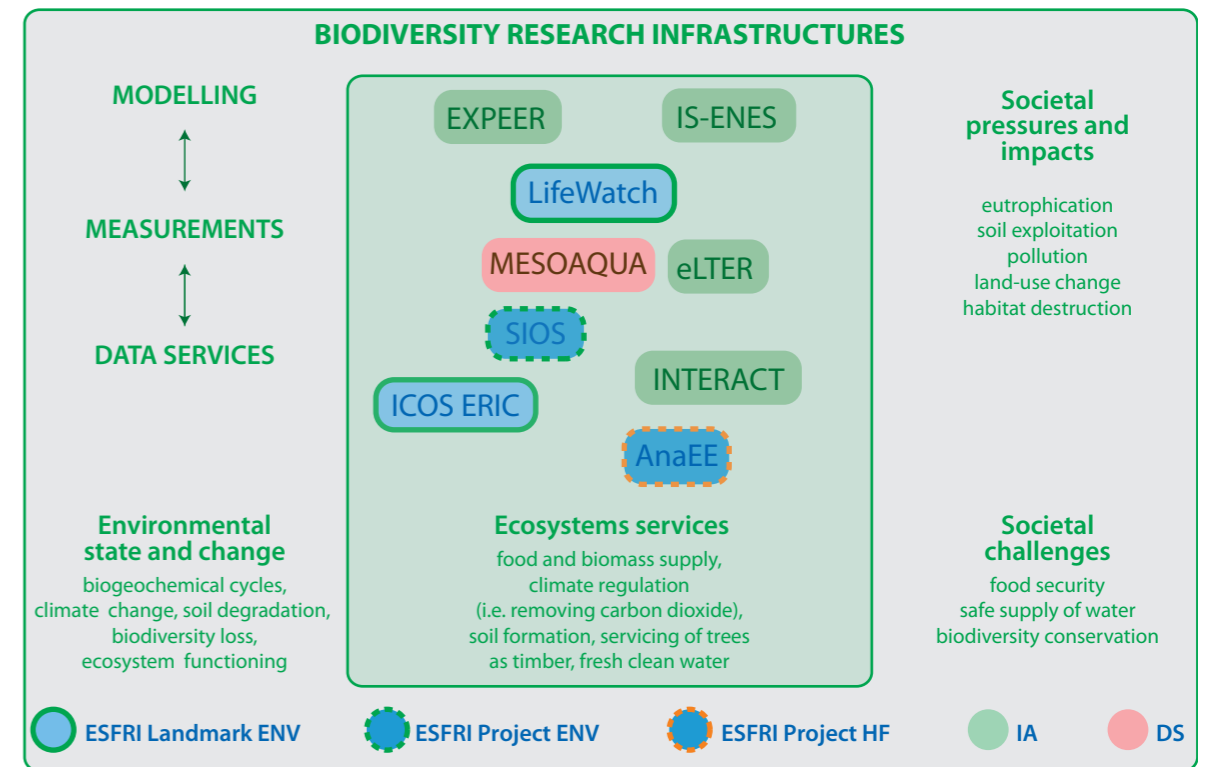 BIODIVERSITY RESEARCH INFRASTRUCTURES
MODELLING
MEASUREMENTS
DATA SERVICES
EXPEER
IS-ENES
LifeWatch
MESOAQUA
eLTER
SIOS
INTERACT
ICOS ERIC
AnaEE
Societal
pressures and
impacts
eutrophication
soil exploitation
pollution
land-use change
habitat destruction
Environmental
state and change
biogeochemical cycles,
climate change, soil degradation,
biodiversity loss,
ecosystem functioning
Ecosystems services
food and biomass supply,
climate regulation
(i.e. removing carbon dioxide),
soil formation, servicing of trees
as timber, fresh clean water
Societal
challenges
food security
safe supply of water
biodiversity conservation
ESFRI Landmark ENV
ESFRI Project ENV
ESFRI Project HF
IA
DS